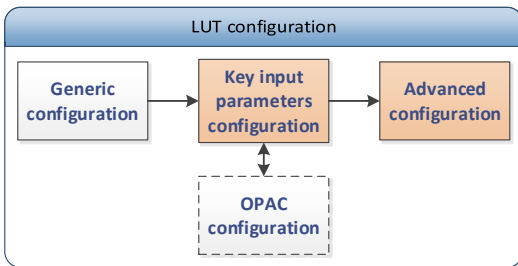 LUT configuration
Generic
configuration
Key input
parameters
configuration
Advanced
configuration
OPAC
configuration